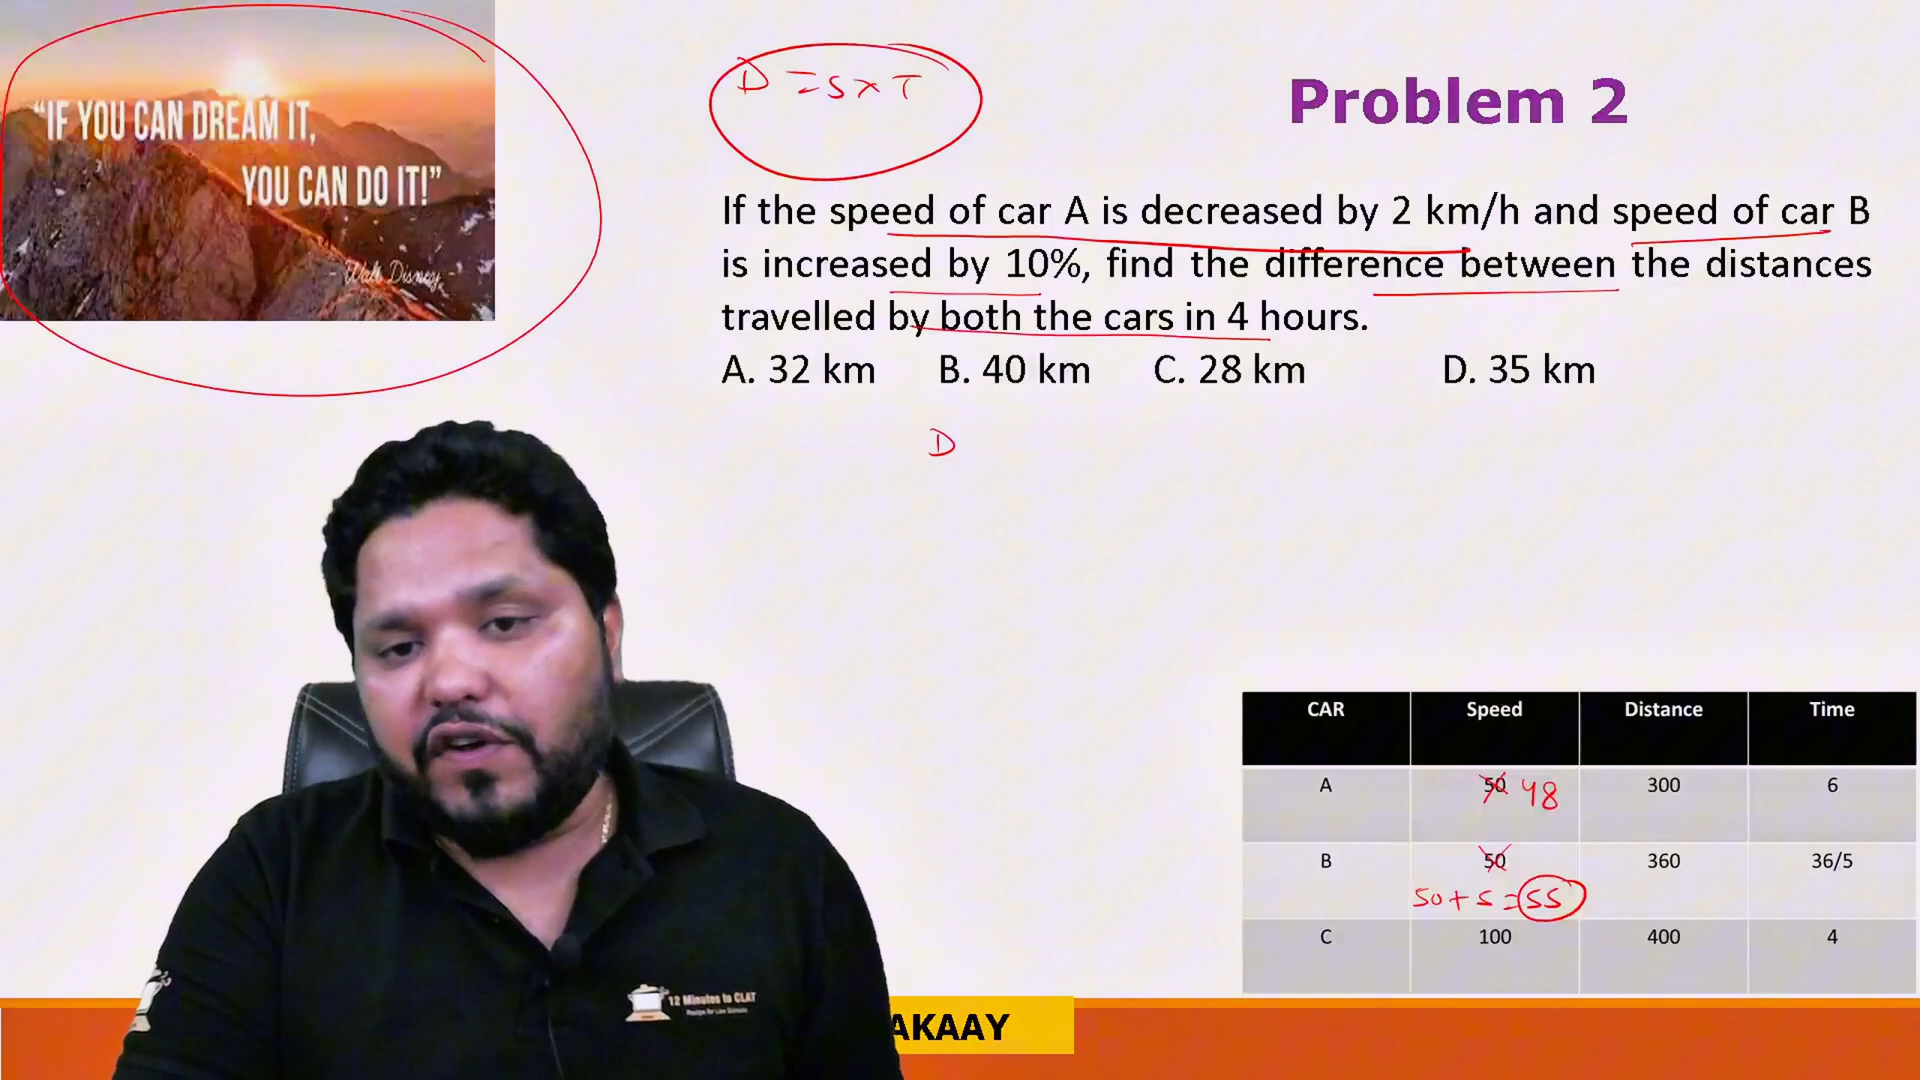 “IF YOU CAN DREAM IT,
YOU CAN DO IT!”
- Walt Disney -
D = S X T
Problem 2
If the speed of car A is decreased by 2 km/h and speed of car B
is increased by 10%, find the difference between the distances
travelled by both the cars in 4 hours.
A. 32 km B. 40 km C. 28 km D. 35 km
D
CAR Speed Distance Time
A 50 48 300 6
B 50 360 36/5
50 + 5 = 55
C 100 400 4
12 Minutes to CLAT
AKAAY